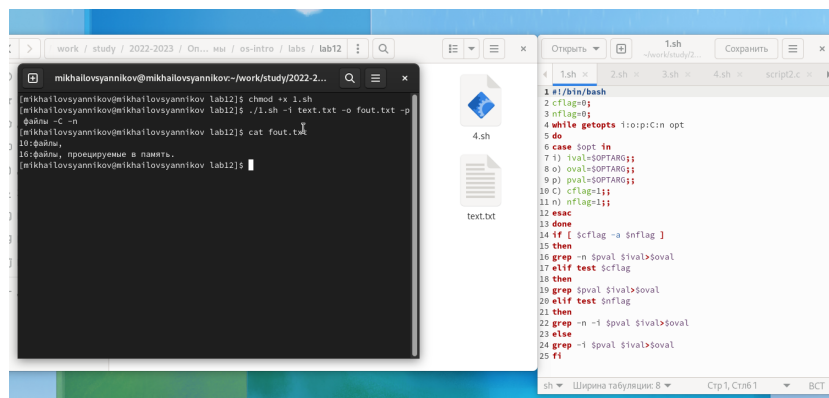 work / study / 2022-2023 / Оп… мы / os-intro / labs / lab12
mikhailovsyannikov@mikhailovsyannikov:~/work/study/2022-2...
[mikhailovsyannikov@mikhailovsyannikov lab12]$ chmod +x 1.sh
[mikhailovsyannikov@mikhailovsyannikov lab12]$ ./1.sh -i text.txt -o fout.txt -p
файлы -C -n
[mikhailovsyannikov@mikhailovsyannikov lab12]$ cat fout.txt
10:файлы,
16:файлы, проецируемые в память.
[mikhailovsyannikov@mikhailovsyannikov lab12]$
4.sh
text.txt
Открыть
1.sh
~/work/study/2…
Сохранить
1.sh 2.sh 3.sh 4.sh script2.c
1 #!/bin/bash
2 cflag=0;
3 nflag=0;
4 while getopts i:o:p:C:n opt
5 do
6 case $opt in
7 i) ival=$OPTARG;;
8 o) oval=$OPTARG;;
9 p) pval=$OPTARG;;
10 C) cflag=1;;
11 n) nflag=1;;
12 esac
13 done
14 if [ $cflag -a $nflag ]
15 then
16 grep -n $pval $ival>$oval
17 elif test $cflag
18 then
19 grep $pval $ival>$oval
20 elif test $nflag
21 then
22 grep -n -i $pval $ival>$oval
23 else
24 grep -i $pval $ival>$oval
25 fi
sh Ширина табуляции: 8 Стр 1, Стлб 1 ВСТ